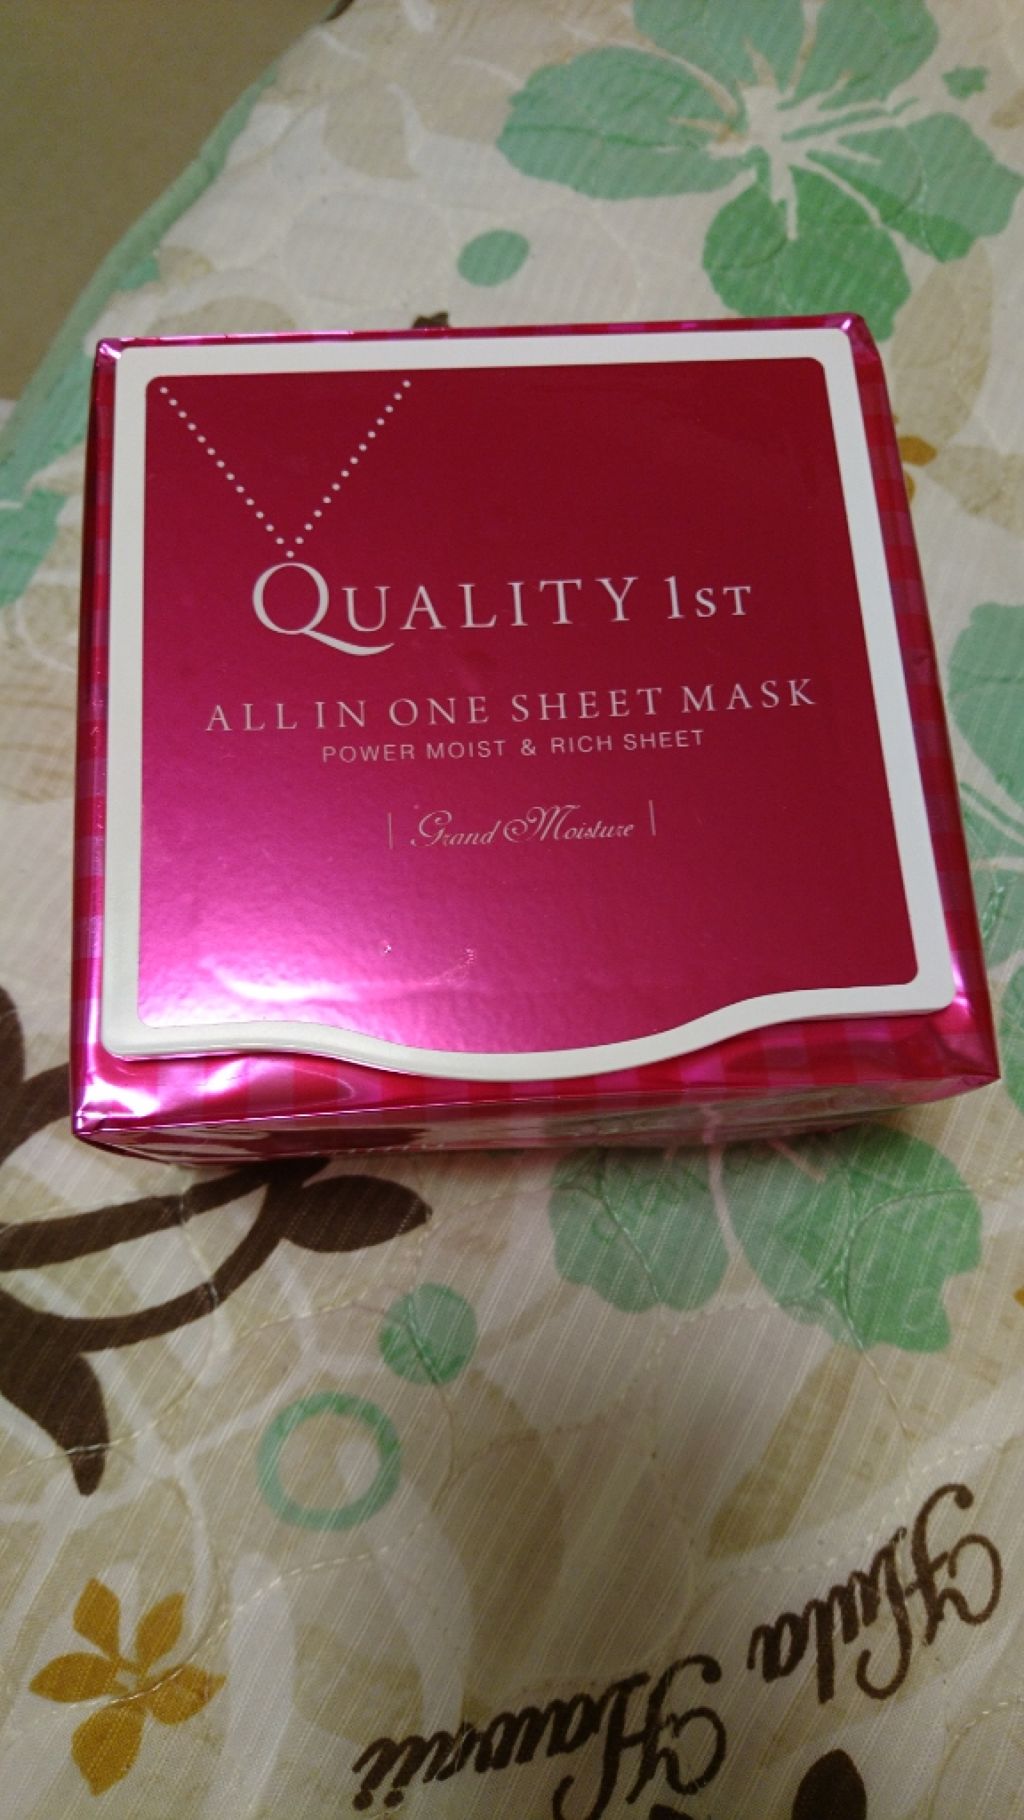 QUALITY 1ST
ALL IN ONE SHEET MASK
POWER MOIST & RICH SHEET
Grand Moisture
Hula
Hawaii